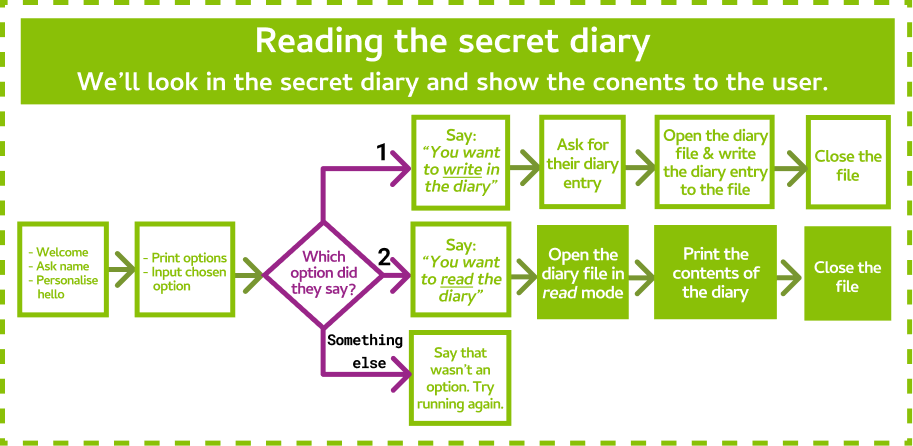 Reading the secret diary
We'll look in the secret diary and show the conents to the user.
- Welcome
- Ask name
- Personalise
hello
- Print options
- Input chosen
option
Which
option did
they say?
1
Say:
“You want
to write in
the diary”
Ask for
their diary
entry
Open the diary
file & write
the diary entry
to the file
Close the
file
2
Say:
“You want
to read the
diary”
Open the
diary file in
read mode
Print the
contents of
the diary
Close the
file
Something
else
Say that
wasn't an
option. Try
running again.